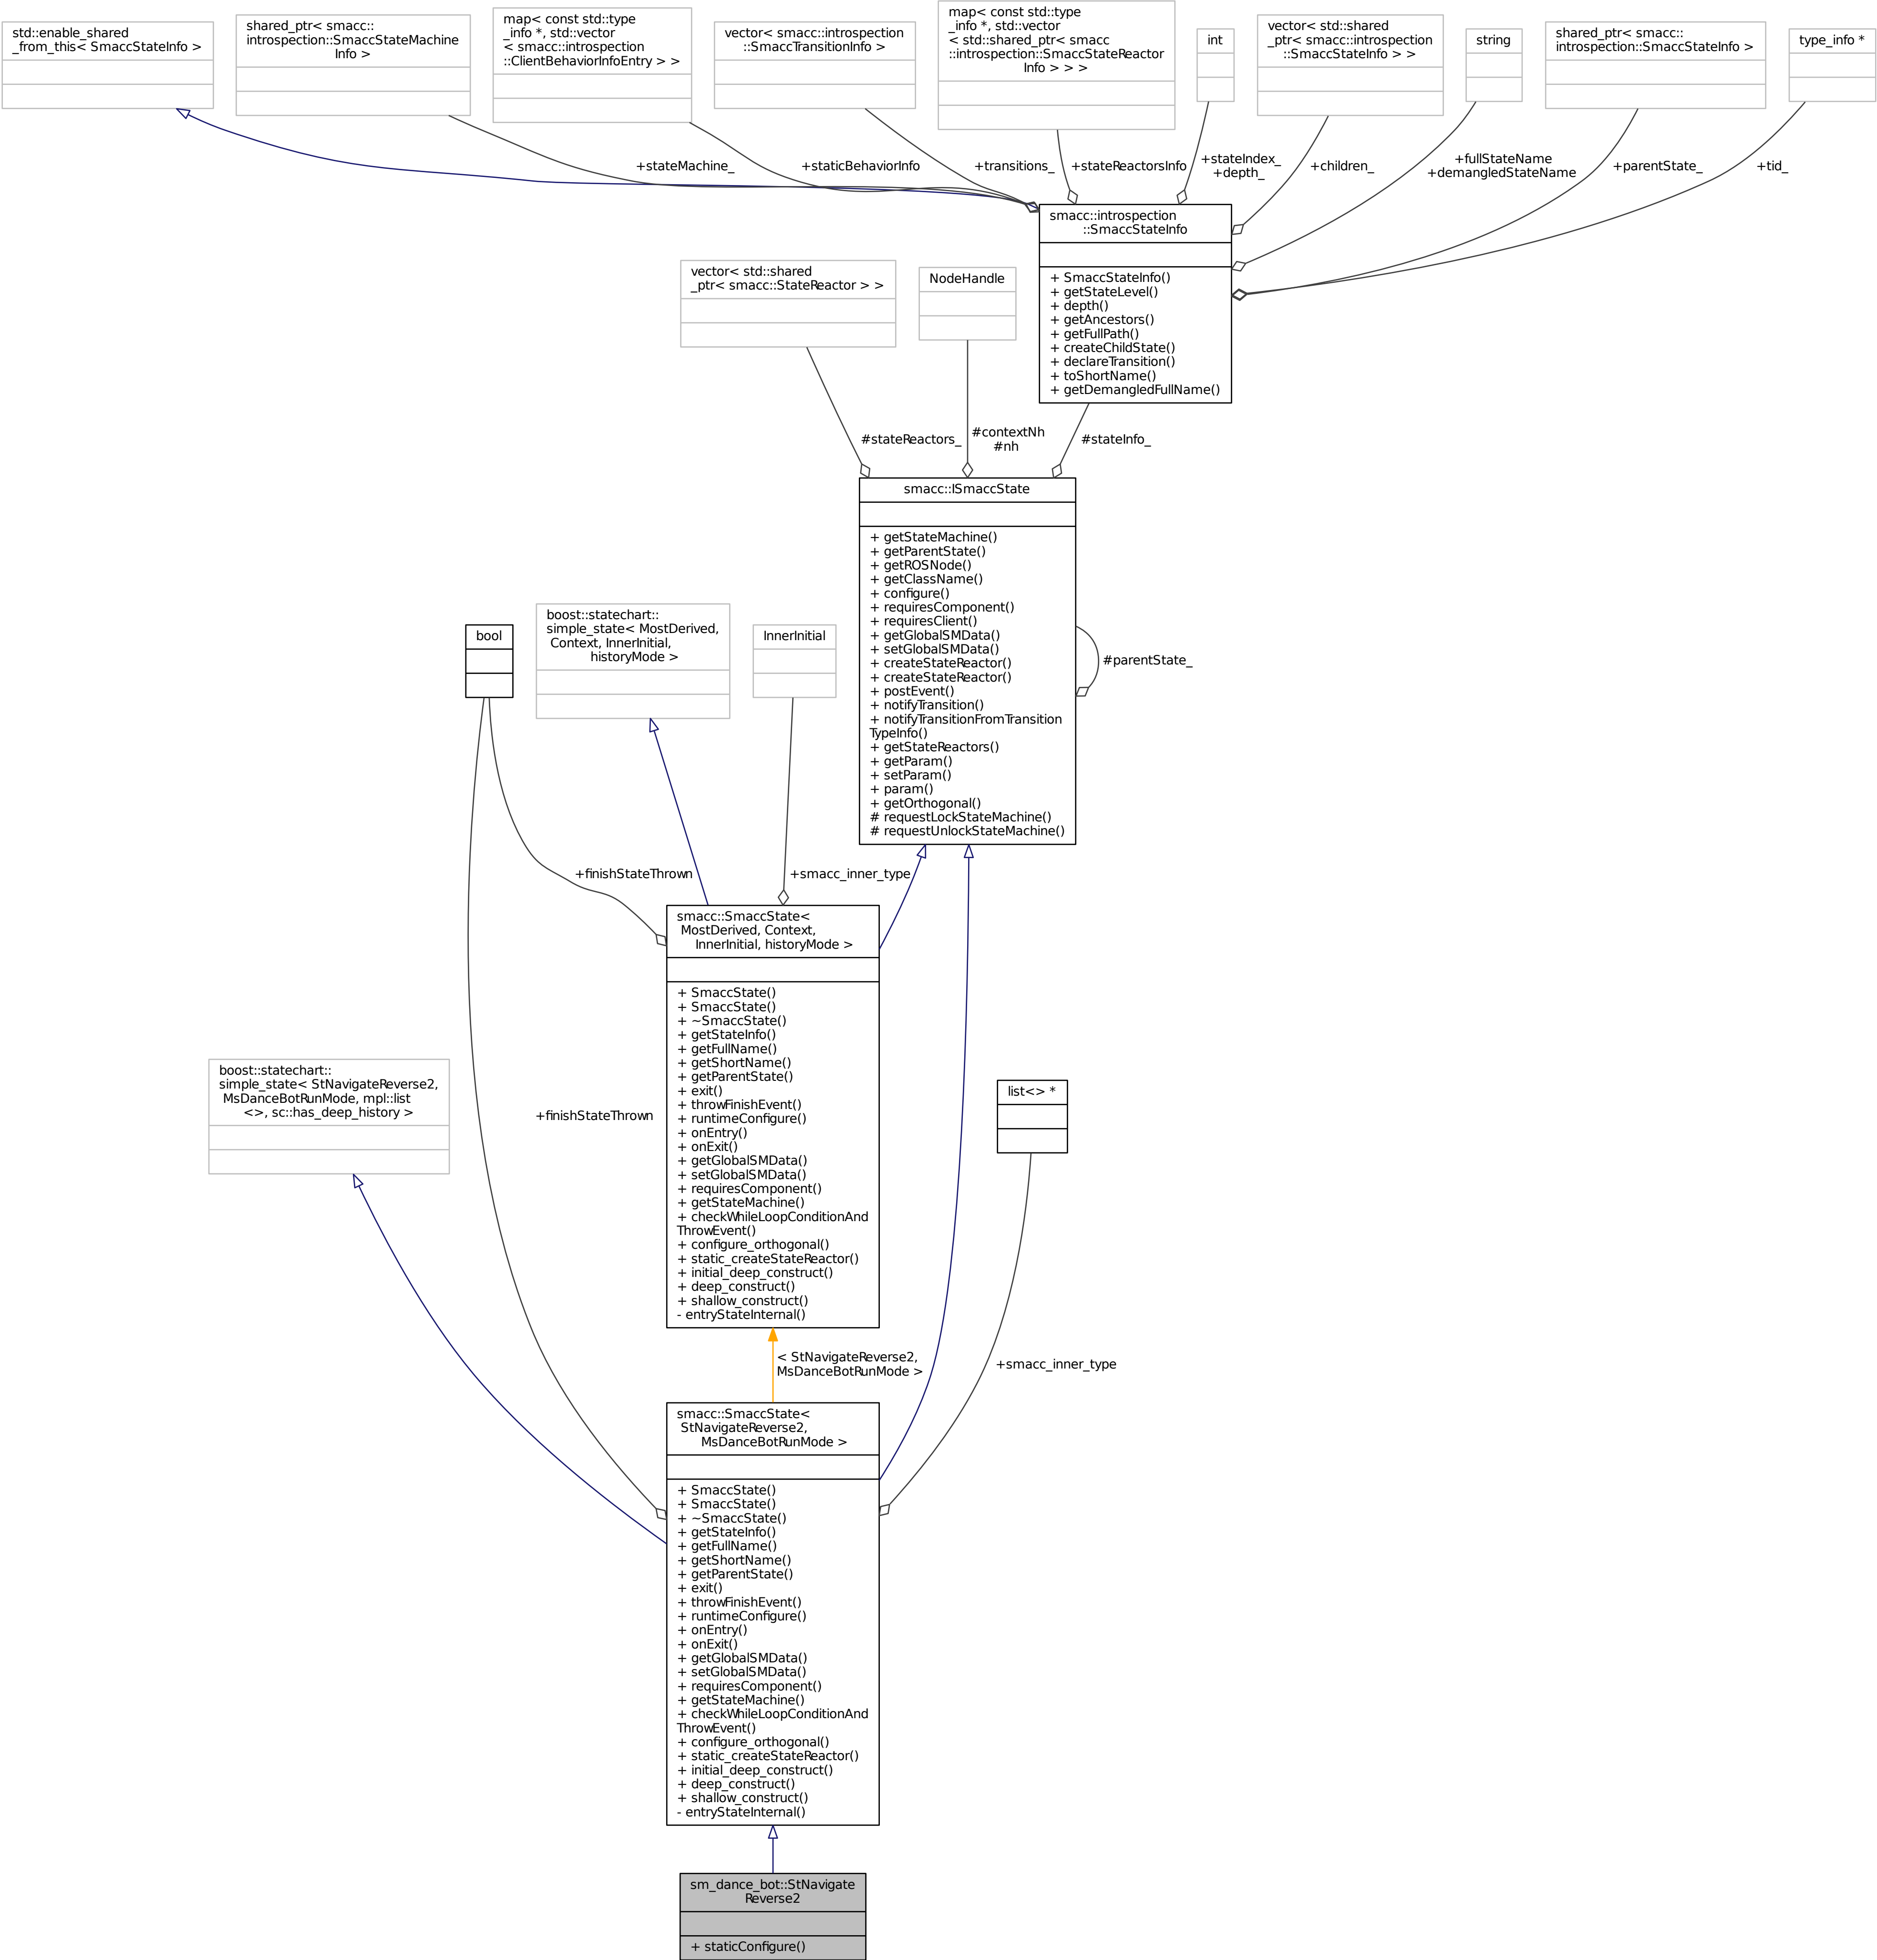 std::enable_shared
_from_this< SmaccStateInfo >
shared_ptr< smacc::
introspection::SmaccStateMachine
Info >
map< const std::type
_info *, std::vector
< smacc::introspection
::ClientBehaviorInfoEntry > >
vector< smacc::introspection
::SmaccTransitionInfo >
map< const std::type
_info *, std::vector
< std::shared_ptr< smacc
::introspection::SmaccStateReactor
Info > > >
int
vector< std::shared
_ptr< smacc::introspection
::SmaccStateInfo > >
string
shared_ptr< smacc::
introspection::SmaccStateInfo >
type_info *
+stateMachine_
+staticBehaviorInfo
+transitions_
+stateReactorsInfo
+stateIndex_
+depth_
+children_
+fullStateName
+demangledStateName
+parentState_
+tid_
smacc::introspection
::SmaccStateInfo
+ SmaccStateInfo()
+ getStateLevel()
+ depth()
+ getAncestors()
+ getFullPath()
+ createChildState()
+ declareTransition()
+ toShortName()
+ getDemangledFullName()
vector< std::shared
_ptr< smacc::StateReactor > >
NodeHandle
#stateReactors_
#contextNh
#nh
#stateInfo_
smacc::ISmaccState
+ getStateMachine()
+ getParentState()
+ getROSNode()
+ getClassName()
+ configure()
+ requiresComponent()
+ requiresClient()
+ getGlobalSMData()
+ setGlobalSMData()
+ createStateReactor()
+ createStateReactor()
+ postEvent()
+ notifyTransition()
+ notifyTransitionFromTransition
TypeInfo()
+ getStateReactors()
+ getParam()
+ setParam()
+ param()
+ getOrthogonal()
# requestLockStateMachine()
# requestUnlockStateMachine()
#parentState_
bool
boost::statechart::
simple_state< MostDerived,
Context, InnerInitial,
historyMode >
InnerInitial
+finishStateThrown
+smacc_inner_type
smacc::SmaccState<
MostDerived, Context,
InnerInitial, historyMode >
+ SmaccState()
+ SmaccState()
+ ~SmaccState()
+ getStateInfo()
+ getFullName()
+ getShortName()
+ getParentState()
+ exit()
+ throwFinishEvent()
+ runtimeConfigure()
+ onEntry()
+ onExit()
+ getGlobalSMData()
+ setGlobalSMData()
+ requiresComponent()
+ getStateMachine()
+ checkWhileLoopConditionAnd
ThrowEvent()
+ configure_orthogonal()
+ static_createStateReactor()
+ initial_deep_construct()
+ deep_construct()
+ shallow_construct()
- entryStateInternal()
boost::statechart::
simple_state< StNavigateReverse2,
MsDanceBotRunMode, mpl::list
<>, sc::has_deep_history >
+finishStateThrown
list<> *
< StNavigateReverse2,
MsDanceBotRunMode >
+smacc_inner_type
smacc::SmaccState<
StNavigateReverse2,
MsDanceBotRunMode >
+ SmaccState()
+ SmaccState()
+ ~SmaccState()
+ getStateInfo()
+ getFullName()
+ getShortName()
+ getParentState()
+ exit()
+ throwFinishEvent()
+ runtimeConfigure()
+ onEntry()
+ onExit()
+ getGlobalSMData()
+ setGlobalSMData()
+ requiresComponent()
+ getStateMachine()
+ checkWhileLoopConditionAnd
ThrowEvent()
+ configure_orthogonal()
+ static_createStateReactor()
+ initial_deep_construct()
+ deep_construct()
+ shallow_construct()
- entryStateInternal()
sm_dance_bot::StNavigate
Reverse2
+ staticConfigure()